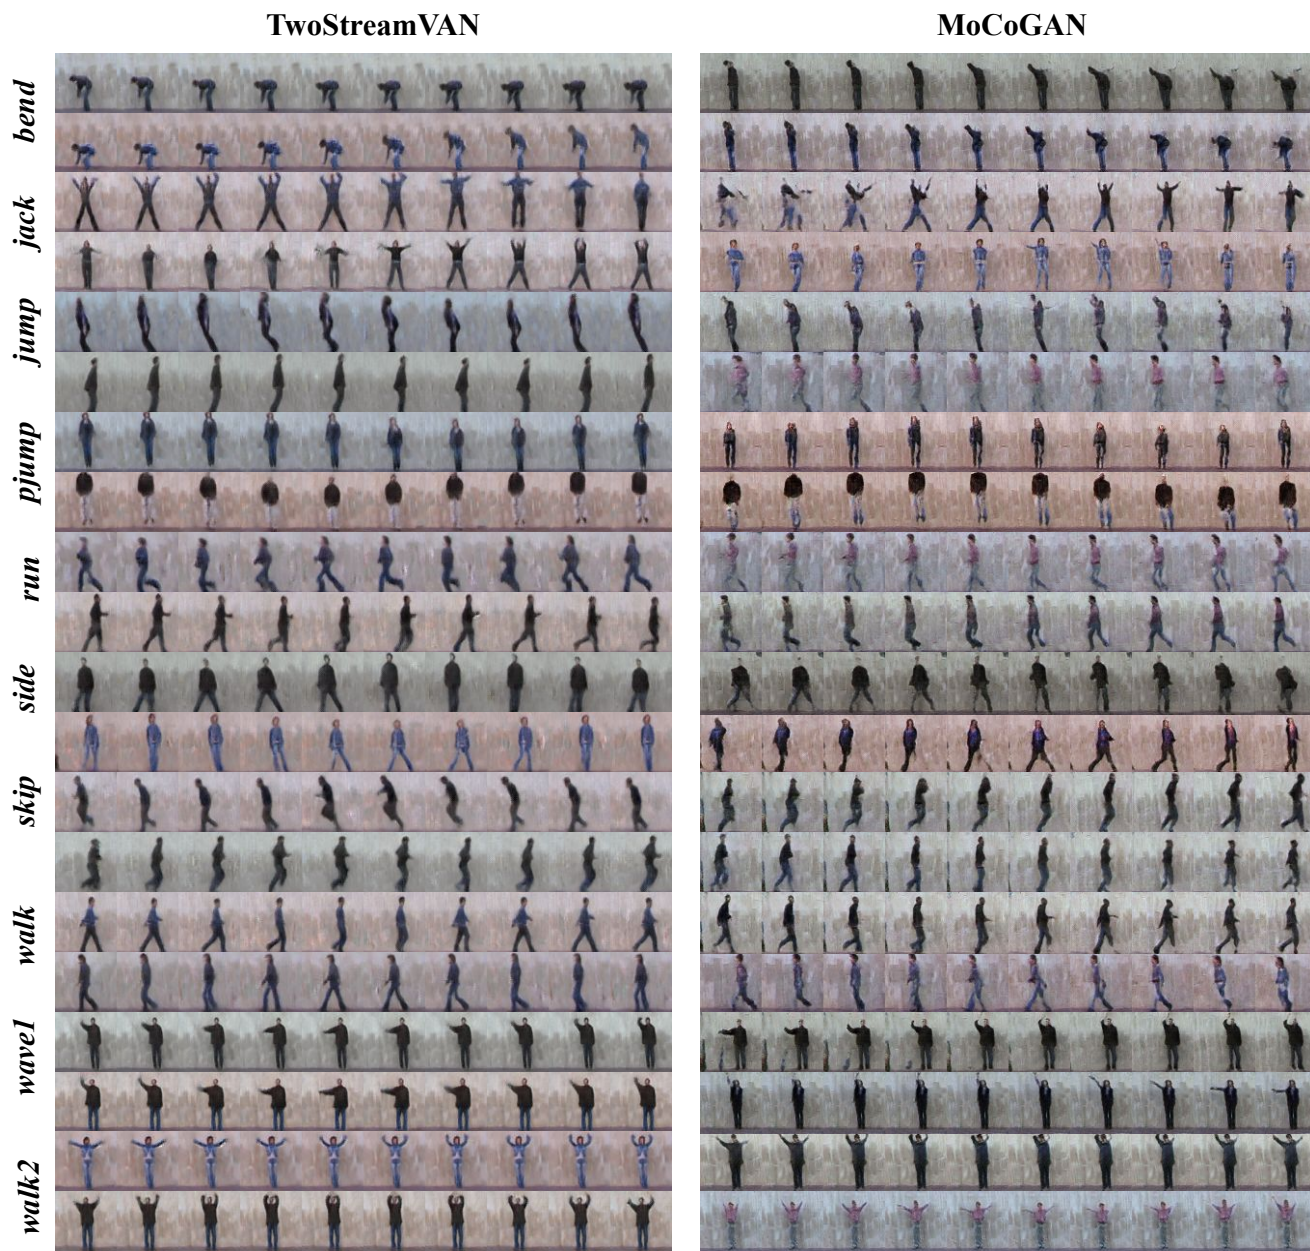 TwoStreamVAN MoCoGAN
bend
jack
jump
pjump
run
side
skip
walk
wave1
walk2